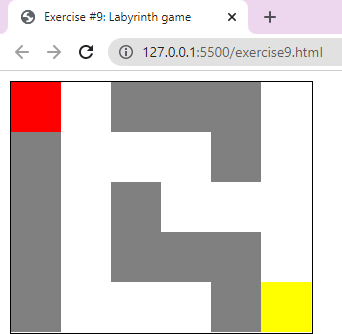 Exercise #9: Labyrinth game
127.0.0.1:5500/exercise9.html